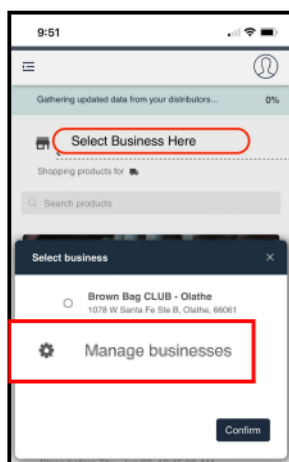 9:51
Gathering updated data from your distributors... 0%
Select Business Here
Shopping products for
Search products
Select business ×
Brown Bag CLUB - Olathe
1078 W Santa Fe Ste B, Olathe, 66061
Manage businesses
Confirm